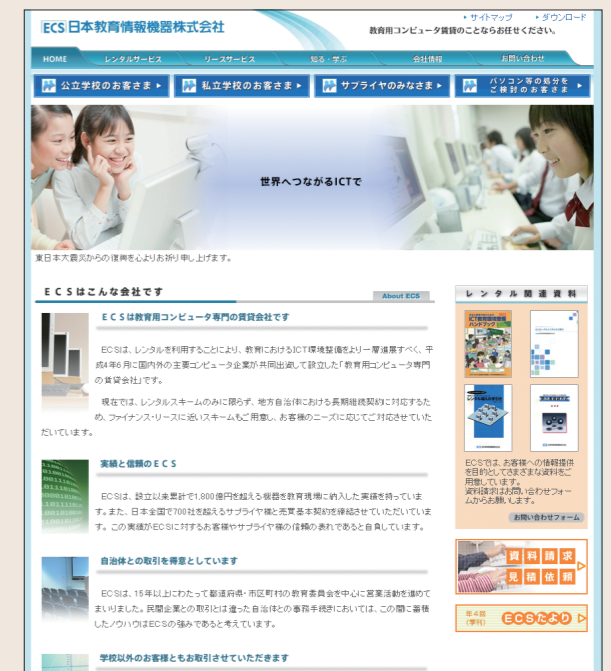 サイトマップ ダウンロード
ECS 日本教育情報機器株式会社
教育用コンピュータ賃貸のことならお任せください。
HOME レンタルサービス リースサービス 知る・学ぶ 会社情報 お問い合わせ
公立学校のお客さま 私立学校のお客さま サプライヤのみなさま パソコン等の処分をご検討のお客さま
世界へつながるICTで
東日本大震災からの復興を心よりお祈り申し上げます。
ECSはこんな会社です About ECS
ECSは教育用コンピュータ専門の賃貸会社です
ECSは、レンタルを利用することにより、教育におけるICT環境整備をより一層進展すべく、平
成4年6月に国内外の主要コンピュータ企業が共同出資して設立した「教育用コンピュータ専門
の賃貸会社」です。
現在では、レンタルスキームのみに限らず、地方自治体における長期継続契約に対応するた
め、ファイナンス・リースに近いスキームもご用意し、お客様のニーズに応じてご対応させていた
だいています。
実績と信頼のECS
ECSは、設立以来累計で1,800億円を超える機器を教育現場に納入した実績を持っていま
す。また、日本全国で700社を超えるサプライヤ様と売買基本契約を締結させていただいていま
す。この実績がECSに対するお客様やサプライヤ様の信頼の表れであると自負しています。
自治体との取引を得意としています
ECSは、15年以上にわたって都道府県・市区町村の教育委員会を中心に営業活動を進めて
まいりました。民間企業との取引とは違った自治体との事務手続きにおいては、この間に蓄積
したノウハウはECSの強みであると考えています。
学校以外のお客様ともお取引させていただきます
レンタル関連資料
ICT教育環境整備
ハンドブック
ECSでは、お客様への情報提供
を目的としてさまざまな資料をご
用意しています。
資料請求はお問い合わせフォー
ムからお願いします。
お問い合わせフォーム
資料請求
見積依頼
年4回
(季刊)
ECSだより